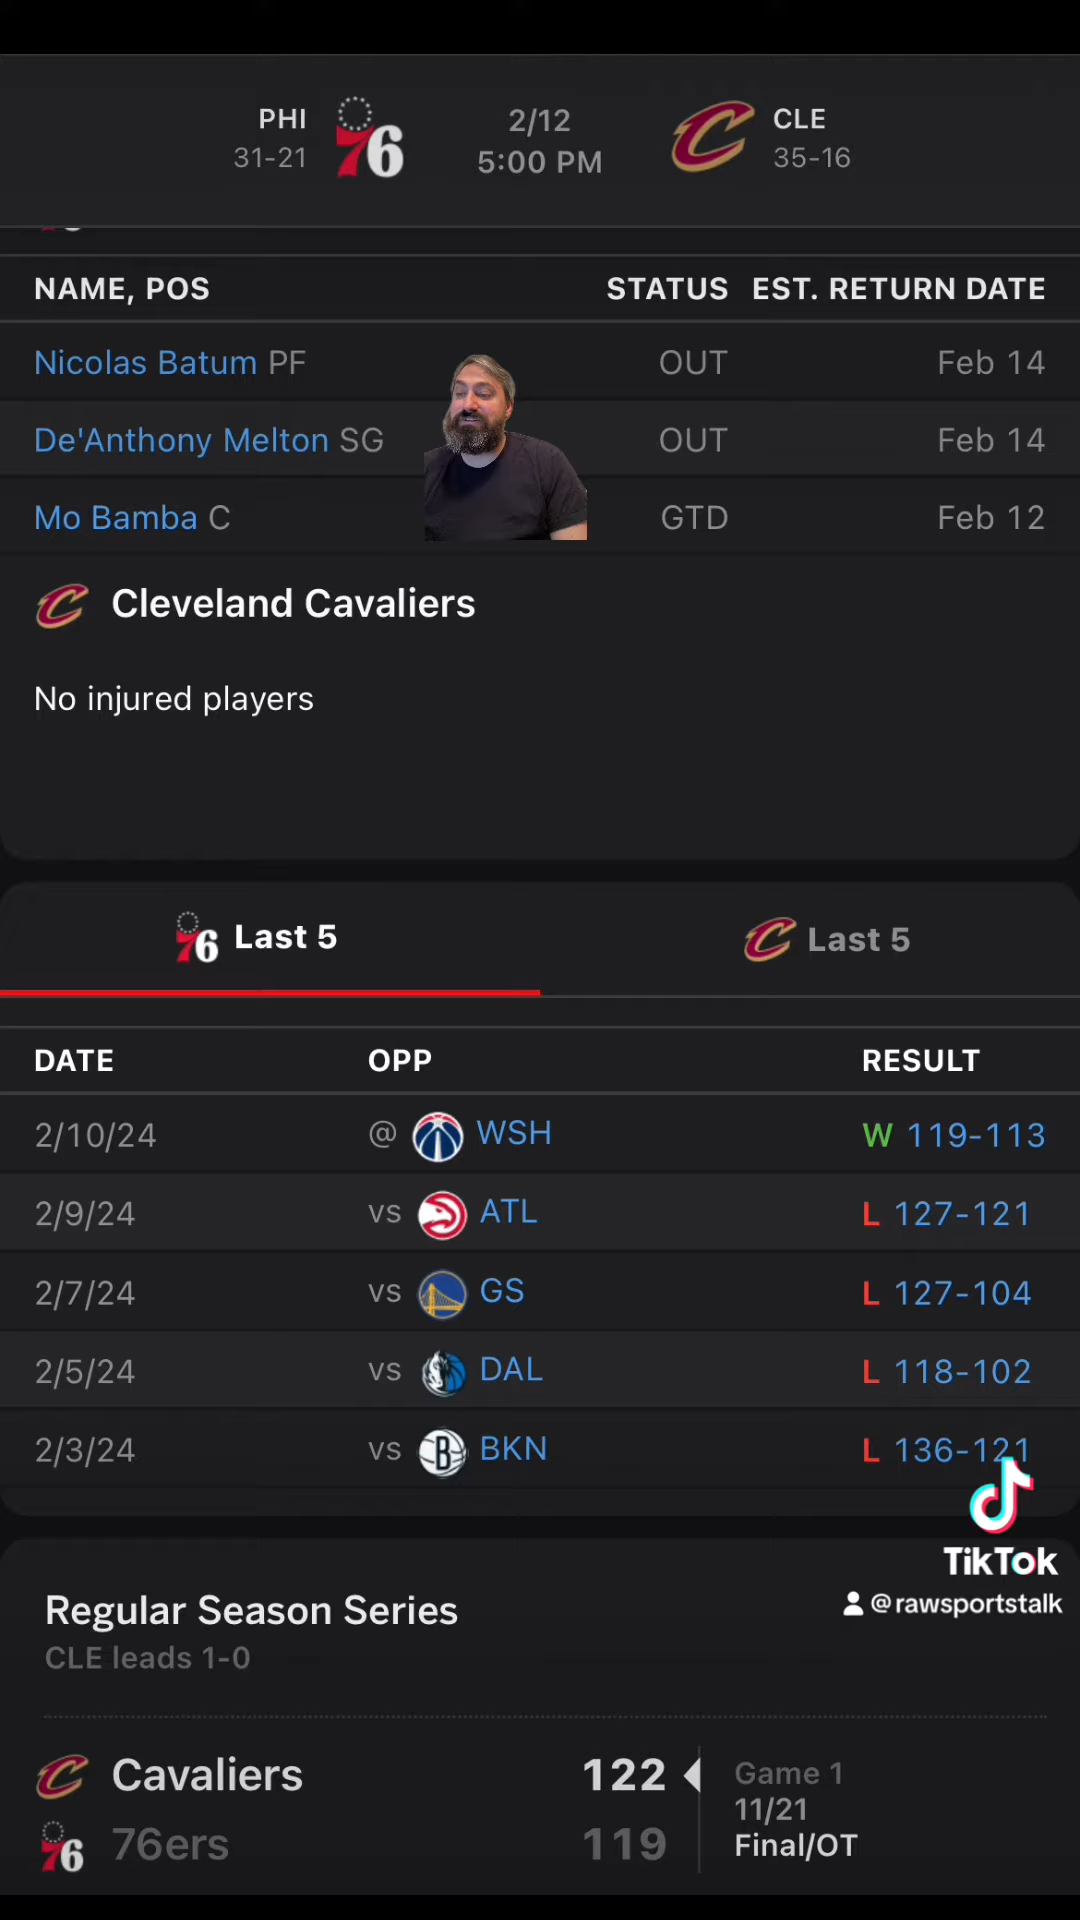 PHI
31-21
76
2/12
5:00 PM
CLE
35-16
NAME, POS STATUS EST. RETURN DATE
Nicolas Batum PF OUT Feb 14
De'Anthony Melton SG OUT Feb 14
Mo Bamba C GTD Feb 12
Cleveland Cavaliers
No injured players
76 Last 5
C Last 5
DATE OPP RESULT
2/10/24 @ WSH W 119-113
2/9/24 vs ATL L 127-121
2/7/24 vs GS L 127-104
2/5/24 vs DAL L 118-102
2/3/24 vs B BKN L 136-121
TikTok
@rawsportstalk
Regular Season Series
CLE leads 1-0
Cavaliers 122
76 76ers 119
Game 1
11/21
Final/OT